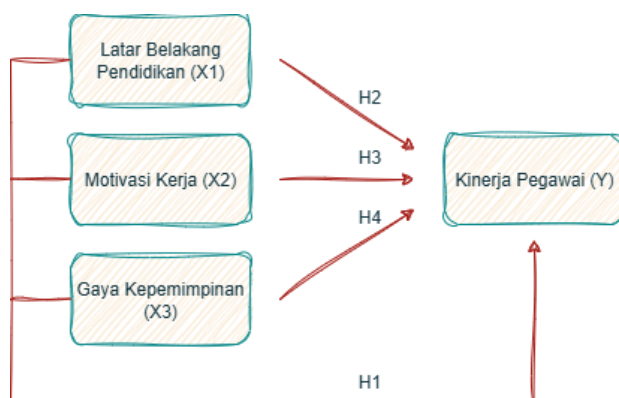 Latar Belakang
Pendidikan (X1)
H2
H3
Motivasi Kerja (X2)
Kinerja Pegawai (Y)
H4
Gaya Kepemimpinan
(X3)
H1